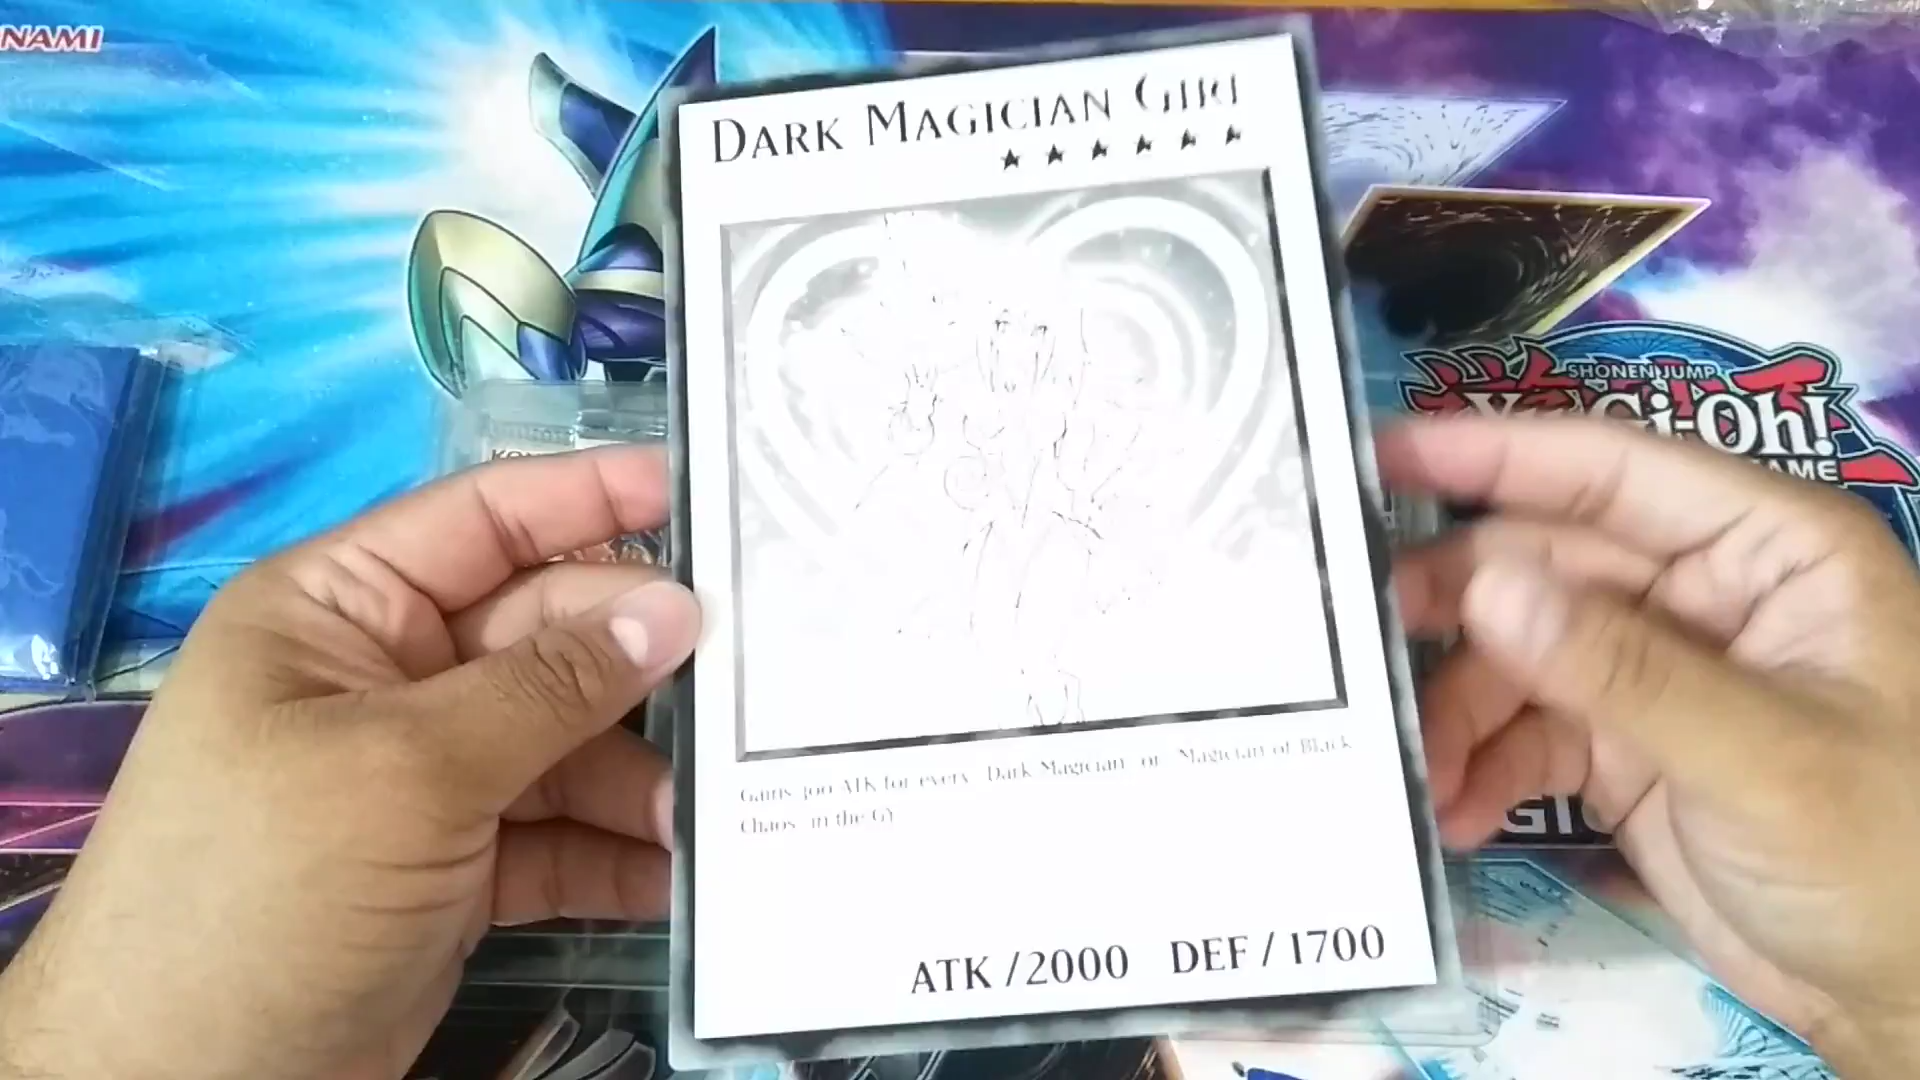 NAMI
DARK MAGICIAN GIRL
Gains 300 ATK for every Dark Magician or Magician of Black
Chaos in the GY
ATK / 2000 DEF / 1700
SHONEN JUMP
Yu-Gi-Oh!
AME